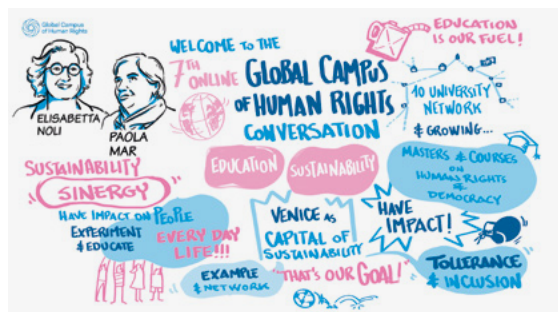 Global Campus
of Human Rights
ELISABETTA
NOLI
PAOLA
MAR
WELCOME TO THE
7TH ONLINE
GLOBAL CAMPUS
OF HUMAN RIGHTS
CONVERSATION
EDUCATION
IS OUR FUEL!
10 UNIVERSITY
NETWORK
& GROWING...
MASTERS & COURSES
ON
HUMAN RIGHTS
&
DEMOCRACY
EDUCATION
SUSTAINABILITY
SUSTAINABILITY
SINERGY
HAVE IMPACT ON PEOPLE
EXPERIMENT
& EDUCATE
EVERY DAY
LIFE!!!
EXAMPLE
& NETWORK
VENICE AS
CAPITAL OF
SUSTAINABILITY
"THAT'S OUR GOAL!"
HAVE
IMPACT!
TOLLERANCE
& INCLUSION